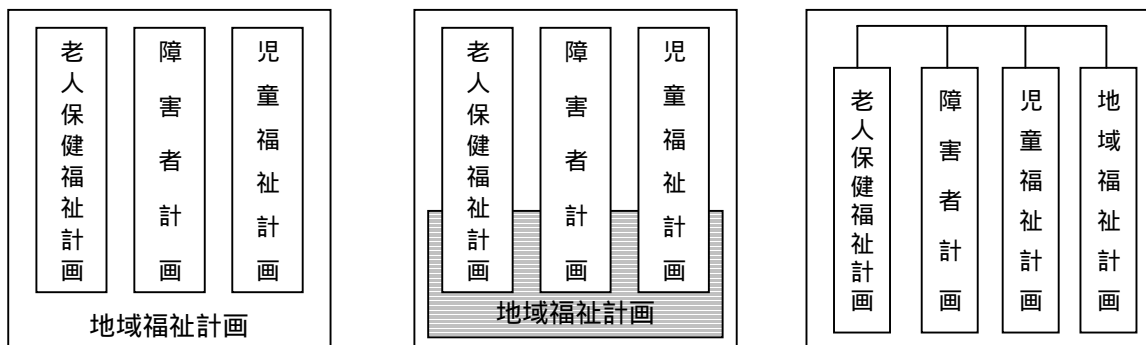 老人保健福祉計画
障害者計画
児童福祉計画
地域福祉計画
老人保健福祉計画
障害者計画
児童福祉計画
地域福祉計画
老人保健福祉計画
障害者計画
児童福祉計画
地域福祉計画